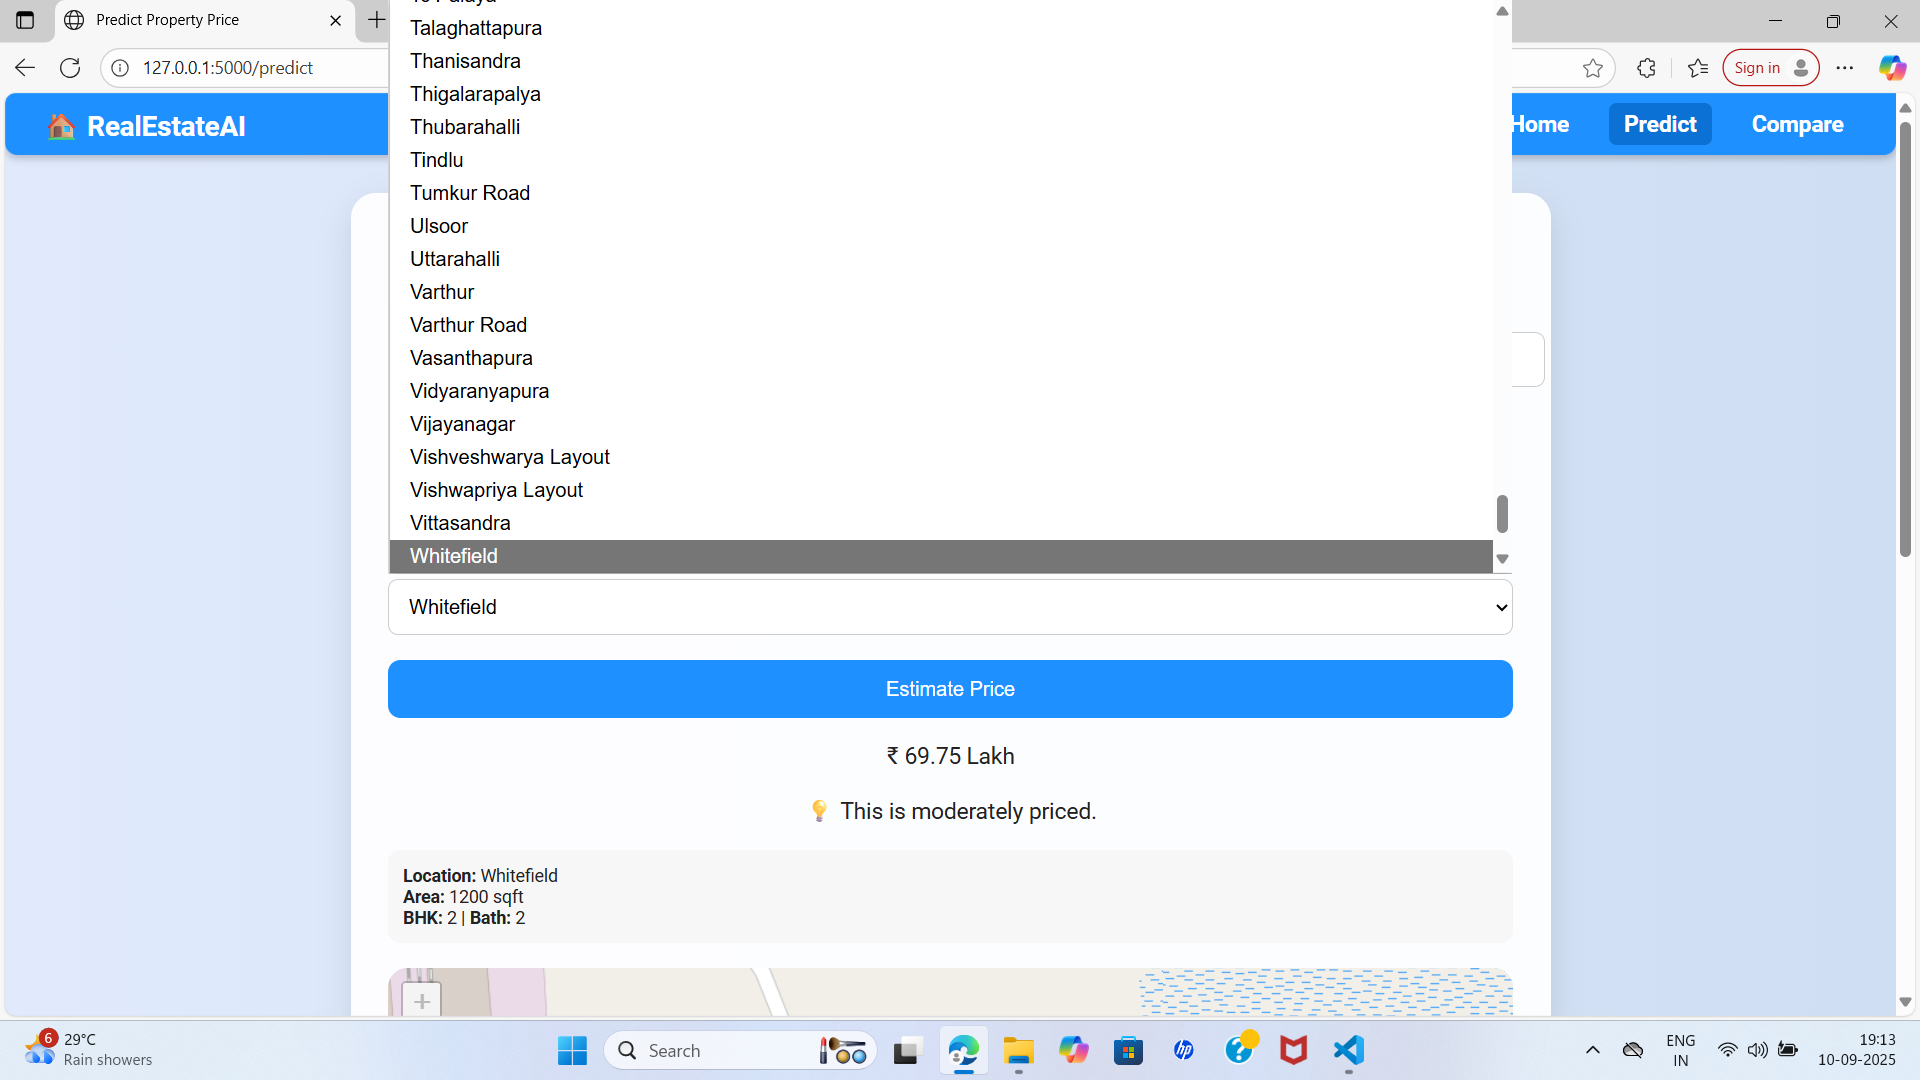 Predict Property Price
127.0.0.1:5000/predict
Sign in
RealEstateAI
Home
Predict
Compare
Talaghattapura
Thanisandra
Thigalarapalya
Thubarahalli
Tindlu
Tumkur Road
Ulsoor
Uttarahalli
Varthur
Varthur Road
Vasanthapura
Vidyaranyapura
Vijayanagar
Vishveshwarya Layout
Vishwapriya Layout
Vittasandra
Whitefield
Whitefield
Estimate Price
₹ 69.75 Lakh
💡 This is moderately priced.
Location: Whitefield
Area: 1200 sqft
BHK: 2 | Bath: 2
+
6
29°C
Rain showers
Search
hp
ENG
IN
19:13
10-09-2025